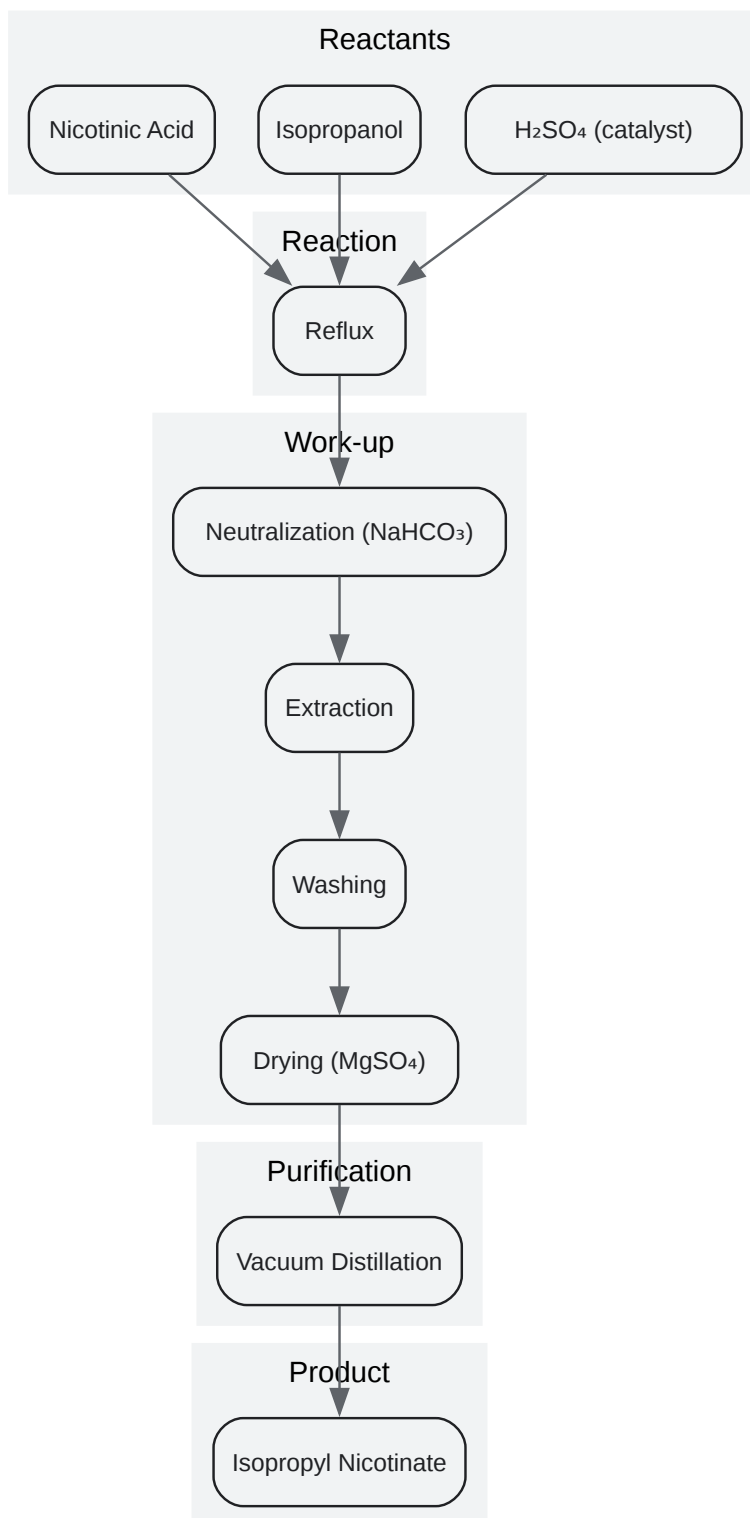 Reactants
Nicotinic Acid
Isopropanol
H₂SO₄ (catalyst)
Reaction
Reflux
Work-up
Neutralization (NaHCO₃)
Extraction
Washing
Drying (MgSO₄)
Purification
Vacuum Distillation
Product
Isopropyl Nicotinate